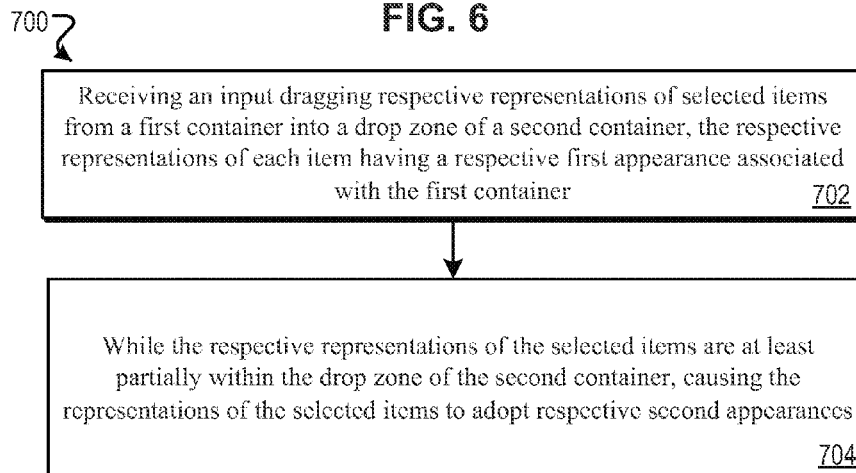 FIG. 6
700
Receiving an input dragging respective representations of selected items
from a first container into a drop zone of a second container, the respective
representations of each item having a respective first appearance associated
with the first container
702
While the respective representations of the selected items are at least
partially within the drop zone of the second container, causing the
representations of the selected items to adopt respective second appearances
704